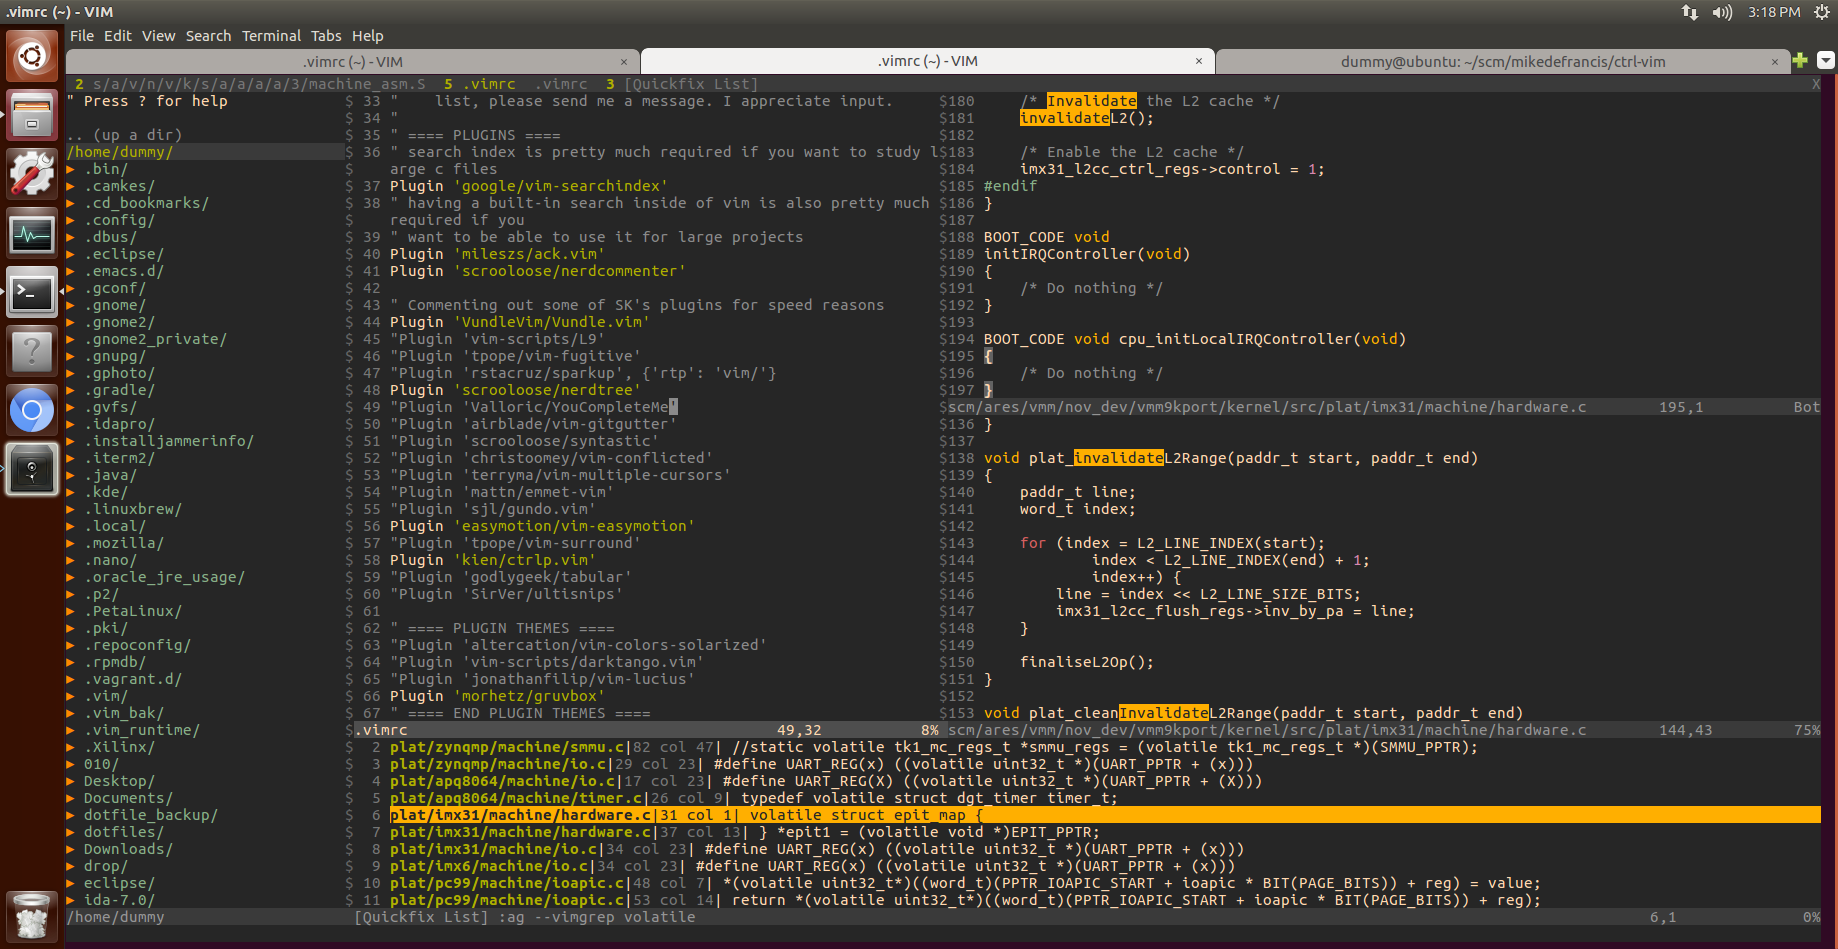 .vimrc (~) - VIM
3:18 PM
File Edit View Search Terminal Tabs Help
.vimrc (~) - VIM ×
.vimrc (~) - VIM ×
dummy@ubuntu: ~/scm/mikedefrancis/ctrl-vim ×
2 s/a/v/n/v/k/s/a/a/a/a/3/machine_asm.S 5 .vimrc .vimrc 3 [Quickfix List] X
" Press ? for help
.. (up a dir)
/home/dummy/
▶ .bin/
▶ .camkes/
▶ .cd_bookmarks/
▶ .config/
▶ .dbus/
▶ .eclipse/
▶ .emacs.d/
▶ .gconf/
▶ .gnome/
▶ .gnome2/
▶ .gnome2_private/
▶ .gnupg/
▶ .gphoto/
▶ .gradle/
▶ .gvfs/
▶ .idapro/
▶ .installjammerinfo/
▶ .iterm2/
▶ .java/
▶ .kde/
▶ .linuxbrew/
▶ .local/
▶ .mozilla/
▶ .nano/
▶ .oracle_jre_usage/
▶ .p2/
▶ .PetaLinux/
▶ .pki/
▶ .repoconfig/
▶ .rpmdb/
▶ .vagrant.d/
▶ .vim/
▶ .vim_bak/
▶ .vim_runtime/
▶ .Xilinx/
▶ 010/
▶ Desktop/
▶ Documents/
▶ dotfile_backup/
▶ dotfiles/
▶ Downloads/
▶ drop/
▶ eclipse/
▶ ida-7.0/
/home/dummy
$ 33 "    list, please send me a message. I appreciate input.
$ 34 "
$ 35 " ==== PLUGINS ====
$ 36 " search index is pretty much required if you want to study l
$ arge c files
$ 37 Plugin 'google/vim-searchindex'
$ 38 " having a built-in search inside of vim is also pretty much
$ required if you
$ 39 " want to be able to use it for large projects
$ 40 Plugin 'mileszs/ack.vim'
$ 41 Plugin 'scrooloose/nerdcommenter'
$ 42
$ 43 " Commenting out some of SK's plugins for speed reasons
$ 44 Plugin 'VundleVim/Vundle.vim'
$ 45 "Plugin 'vim-scripts/L9'
$ 46 "Plugin 'tpope/vim-fugitive'
$ 47 "Plugin 'rstacruz/sparkup', {'rtp': 'vim/'}
$ 48 Plugin 'scrooloose/nerdtree'
$ 49 "Plugin 'Valloric/YouCompleteMe'
$ 50 "Plugin 'airblade/vim-gitgutter'
$ 51 "Plugin 'scrooloose/syntastic'
$ 52 "Plugin 'christoomey/vim-conflicted'
$ 53 "Plugin 'terryma/vim-multiple-cursors'
$ 54 "Plugin 'mattn/emmet-vim'
$ 55 "Plugin 'sjl/gundo.vim'
$ 56 Plugin 'easymotion/vim-easymotion'
$ 57 "Plugin 'tpope/vim-surround'
$ 58 Plugin 'kien/ctrlp.vim'
$ 59 "Plugin 'godlygeek/tabular'
$ 60 "Plugin 'SirVer/ultisnips'
$ 61
$ 62 " ==== PLUGIN THEMES ====
$ 63 "Plugin 'altercation/vim-colors-solarized'
$ 64 "Plugin 'vim-scripts/darktango.vim'
$ 65 "Plugin 'jonathanfilip/vim-lucius'
$ 66 Plugin 'morhetz/gruvbox'
$ 67 " ==== END PLUGIN THEMES ====
.vimrc 49,32 8%
$180     /* Invalidate the L2 cache */
$181     invalidateL2();
$182
$183     /* Enable the L2 cache */
$184     imx31_l2cc_ctrl_regs->control = 1;
$185 #endif
$186 }
$187
$188 BOOT_CODE void
$189 initIRQController(void)
$190 {
$191     /* Do nothing */
$192 }
$193
$194 BOOT_CODE void cpu_initLocalIRQController(void)
$195 {
$196     /* Do nothing */
$197 }
$scm/ares/vmm/nov_dev/vmm9kport/kernel/src/plat/imx31/machine/hardware.c 195,1 Bot
$136 }
$137
$138 void plat_invalidateL2Range(paddr_t start, paddr_t end)
$139 {
$140     paddr_t line;
$141     word_t index;
$142
$143     for (index = L2_LINE_INDEX(start);
$144             index < L2_LINE_INDEX(end) + 1;
$145             index++) {
$146         line = index << L2_LINE_SIZE_BITS;
$147         imx31_l2cc_flush_regs->inv_by_pa = line;
$148     }
$149
$150     finaliseL2Op();
$151 }
$152
$153 void plat_cleanInvalidateL2Range(paddr_t start, paddr_t end)
scm/ares/vmm/nov_dev/vmm9kport/kernel/src/plat/imx31/machine/hardware.c 144,43 75%
$ 2 plat/zynqmp/machine/smmu.c|82 col 47| //static volatile tk1_mc_regs_t *smmu_regs = (volatile tk1_mc_regs_t *)(SMMU_PPTR);
$ 3 plat/zynqmp/machine/io.c|29 col 23| #define UART_REG(x) ((volatile uint32_t *)(UART_PPTR + (x)))
$ 4 plat/apq8064/machine/io.c|17 col 23| #define UART_REG(X) ((volatile uint32_t *)(UART_PPTR + (X)))
$ 5 plat/apq8064/machine/timer.c|26 col 9| typedef volatile struct dgt_timer timer_t;
$ 6 plat/imx31/machine/hardware.c|31 col 1| volatile struct epit_map {
$ 7 plat/imx31/machine/hardware.c|37 col 13| } *epit1 = (volatile void *)EPIT_PPTR;
$ 8 plat/imx31/machine/io.c|34 col 23| #define UART_REG(x) ((volatile uint32_t *)(UART_PPTR + (x)))
$ 9 plat/imx6/machine/io.c|34 col 23| #define UART_REG(x) ((volatile uint32_t *)(UART_PPTR + (x)))
$ 10 plat/pc99/machine/ioapic.c|48 col 7| *(volatile uint32_t*)((word_t)(PPTR_IOAPIC_START + ioapic * BIT(PAGE_BITS)) + reg) = value;
$ 11 plat/pc99/machine/ioapic.c|53 col 14| return *(volatile uint32_t*)((word_t)(PPTR_IOAPIC_START + ioapic * BIT(PAGE_BITS)) + reg);
[Quickfix List] :ag --vimgrep volatile 6,1 0%